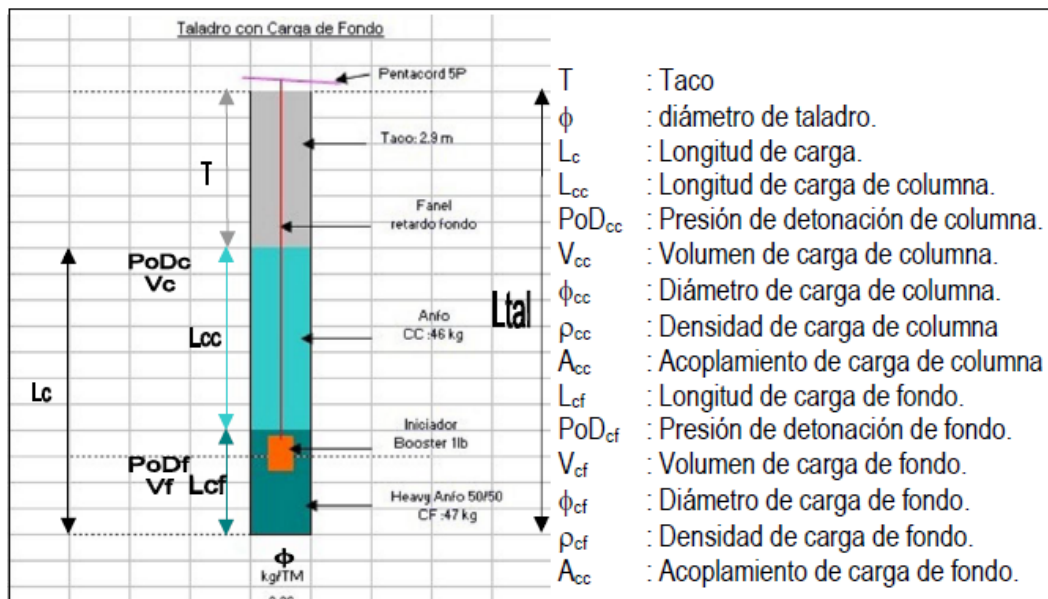 Taladro con Carga de Fondo
Pentacord 5P
Taco: 2.9 m
T
Fanel
retardo fondo
PoDc
Vc
Lcc
Anfo
CC :46 kg
Ltal
Lc
Iniciador
Booster 1lb
PoDf
Vf
Lcf
Heavy Anfo 50/50
CF :47 kg
Φ
kg/TM
T : Taco
ϕ : diámetro de taladro.
Lc : Longitud de carga.
Lcc : Longitud de carga de columna.
PoDcc : Presión de detonación de columna.
Vcc : Volumen de carga de columna.
ϕcc : Diámetro de carga de columna.
ρcc : Densidad de carga de columna
Acc : Acoplamiento de carga de columna
Lcf : Longitud de carga de fondo.
PoDcf : Presión de detonación de fondo.
Vcf : Volumen de carga de fondo.
ϕcf : Diámetro de carga de fondo.
ρcf : Densidad de carga de fondo.
Acc : Acoplamiento de carga de fondo.